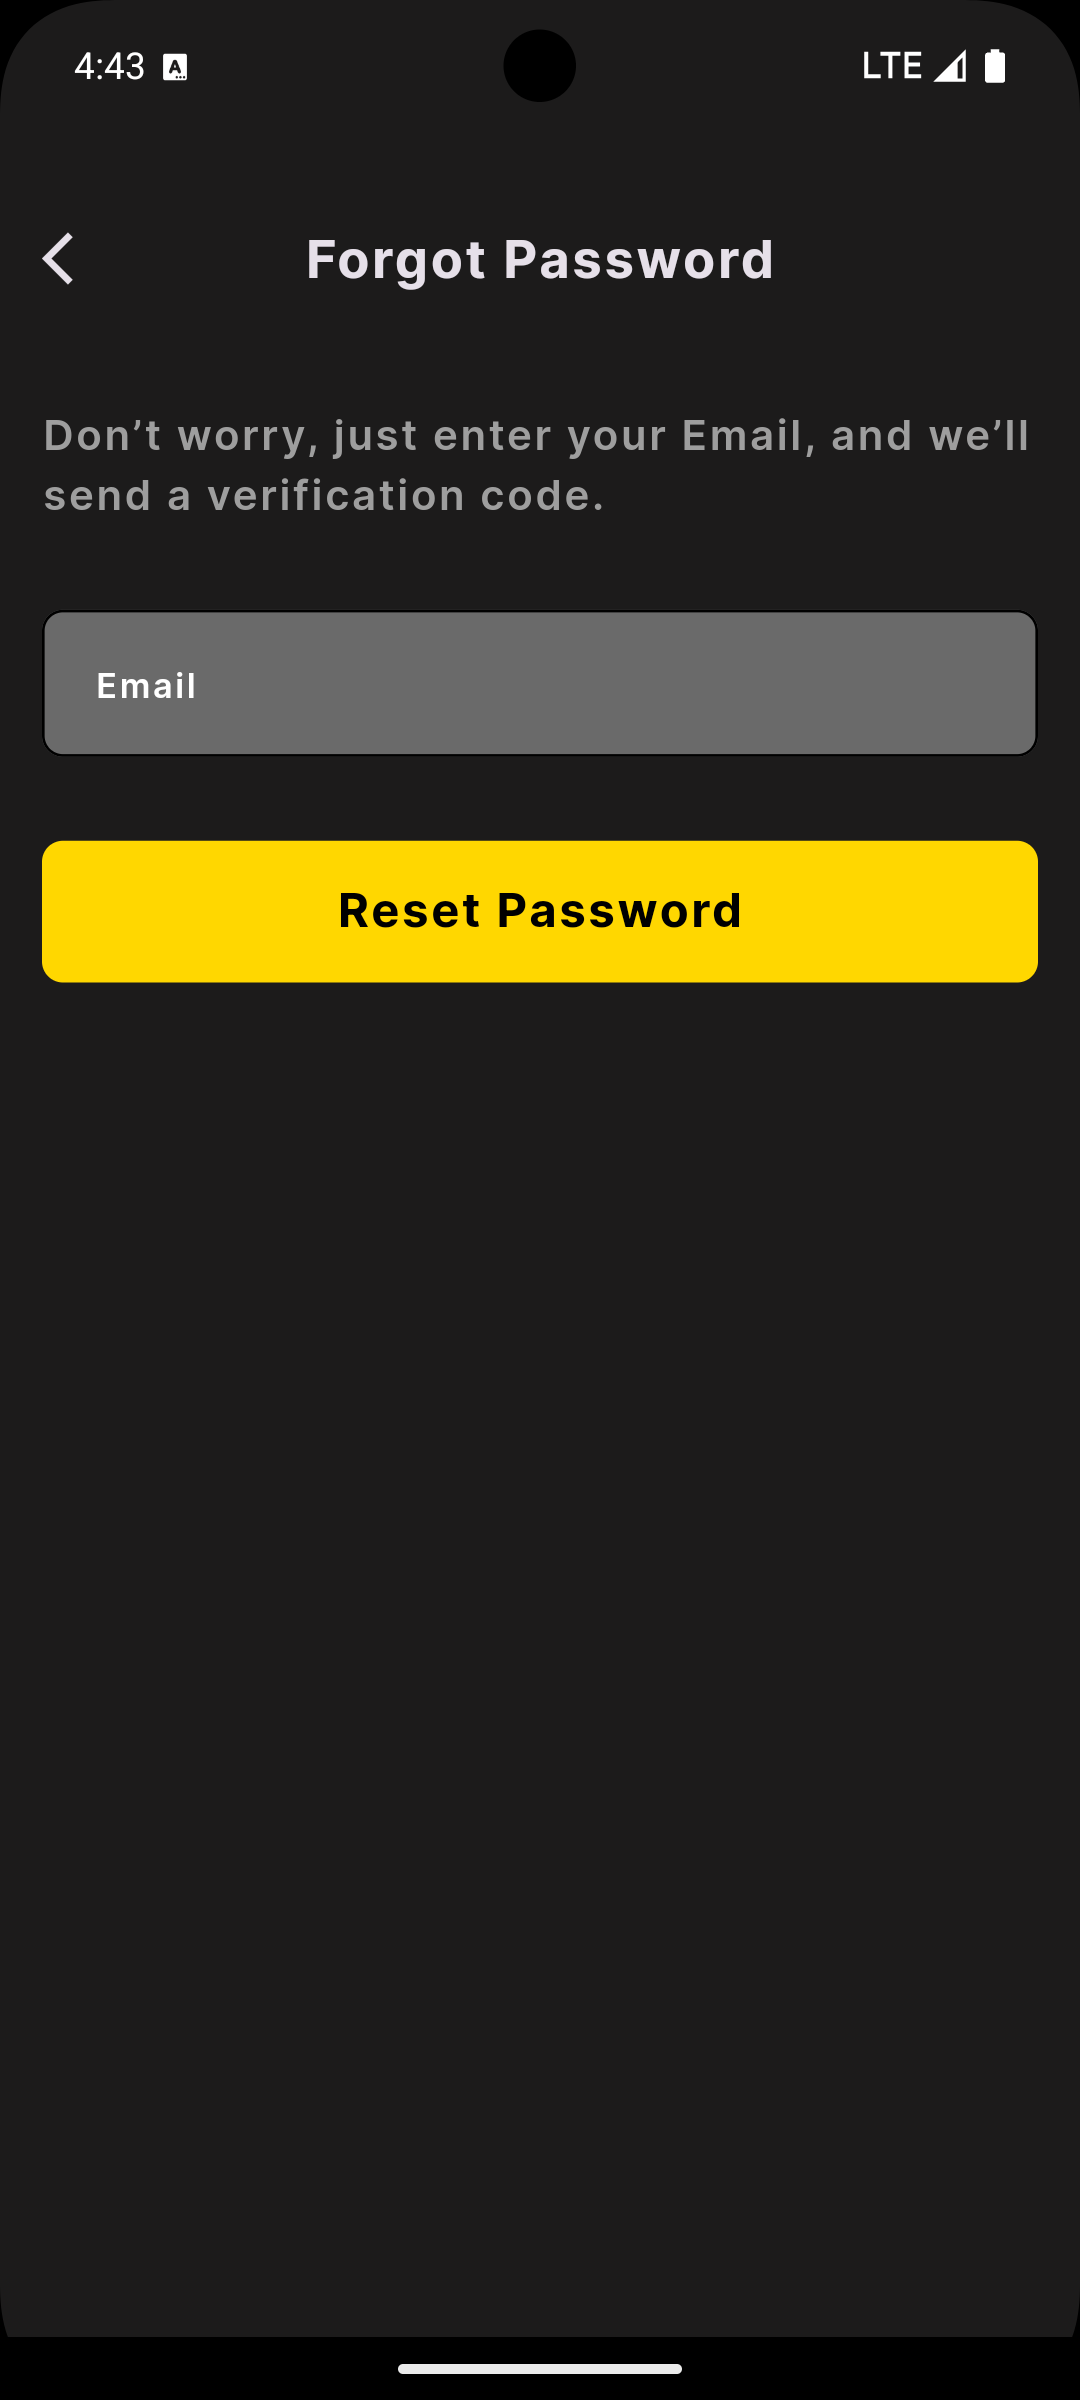 4:43
LTE
Forgot Password
Don’t worry, just enter your Email, and we’ll
send a verification code.
Email
Reset Password